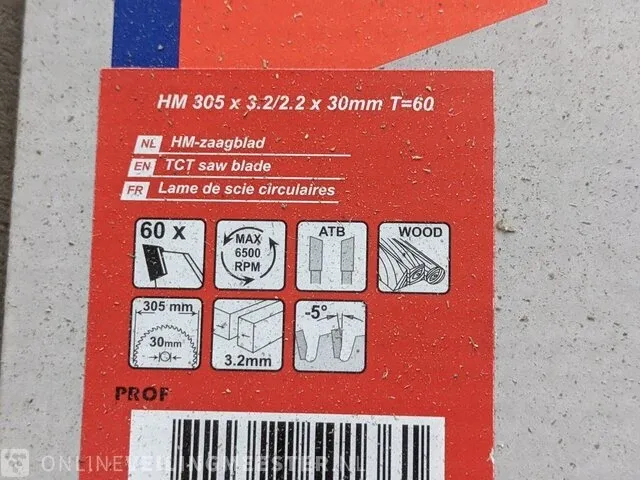 HM 305 x 3.2/2.2 x 30mm T=60
NL HM-zaagblad
EN TCT saw blade
FR Lame de scie circulaires
60 x
MAX
6500
RPM
ATB
WOOD
305 mm
30mm
3.2mm
-5°
PROF
ONLINEVEILINGMEESTER.NL